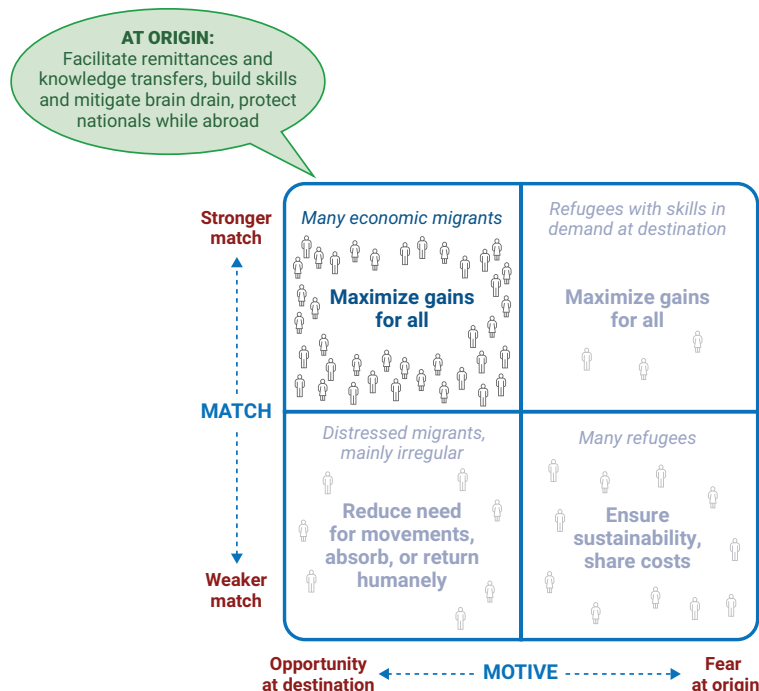 AT ORIGIN:
Facilitate remittances and
knowledge transfers, build skills
and mitigate brain drain, protect
nationals while abroad
Stronger
match
Many economic migrants
Maximize gains
for all
Refugees with skills in
demand at destination
Maximize gains
for all
MATCH
Distressed migrants,
mainly irregular
Reduce need
for movements,
absorb, or return
humanely
Many refugees
Ensure
sustainability,
share costs
Weaker
match
Opportunity
at destination
MOTIVE
Fear
at origin